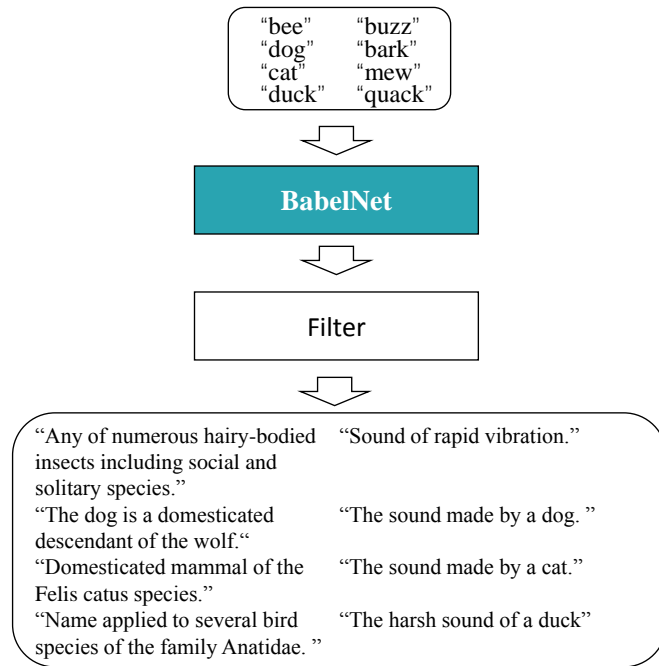 “bee” “buzz”
“dog” “bark”
“cat” “mew”
“duck” “quack”
BabelNet
Filter
“Any of numerous hairy-bodied insects including social and solitary species.”
“Sound of rapid vibration.”
“The dog is a domesticated descendant of the wolf.“
“The sound made by a dog. ”
“Domesticated mammal of the Felis catus species.”
“The sound made by a cat.”
“Name applied to several bird species of the family Anatidae. ”
“The harsh sound of a duck”